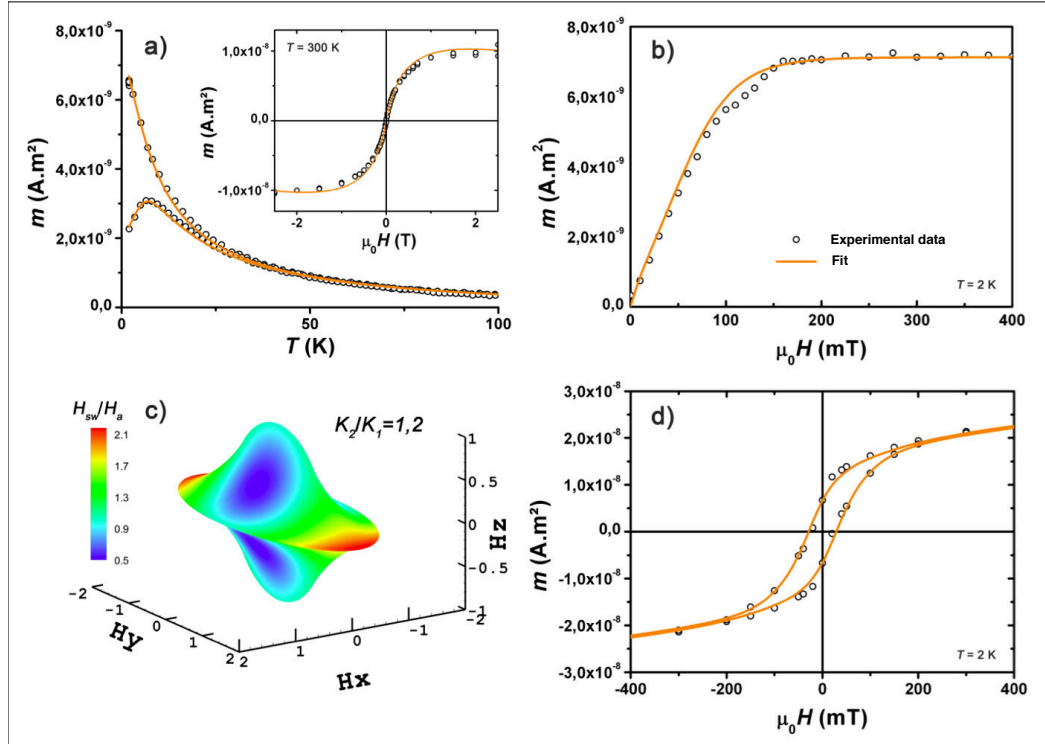 a)
8,0x10⁻⁹
6,0x10⁻⁹
4,0x10⁻⁹
2,0x10⁻⁹
0,0
m (A.m²)
0
50
100
T (K)
T = 300 K
1,0x10⁻⁸
0,0
-1,0x10⁻⁸
m (A.m²)
-2
0
2
μ₀H (T)
b)
8,0x10⁻⁹
6,0x10⁻⁹
4,0x10⁻⁹
2,0x10⁻⁹
0,0
m (A.m²)
Experimental data
Fit
T = 2 K
0
100
200
300
400
μ₀H (mT)
c)
H_sw/H_a
2.1
1.7
1.3
0.9
0.5
K₂/K₁=1,2
1
0.5
0
-0.5
-1
Hz
-2
-1
0
1
2
Hy
2
1
0
-1
-2
Hx
d)
3,0x10⁻⁸
2,0x10⁻⁸
1,0x10⁻⁸
0,0
-1,0x10⁻⁸
-2,0x10⁻⁸
-3,0x10⁻⁸
m (A.m²)
T = 2 K
-400
-200
0
200
400
μ₀H (mT)